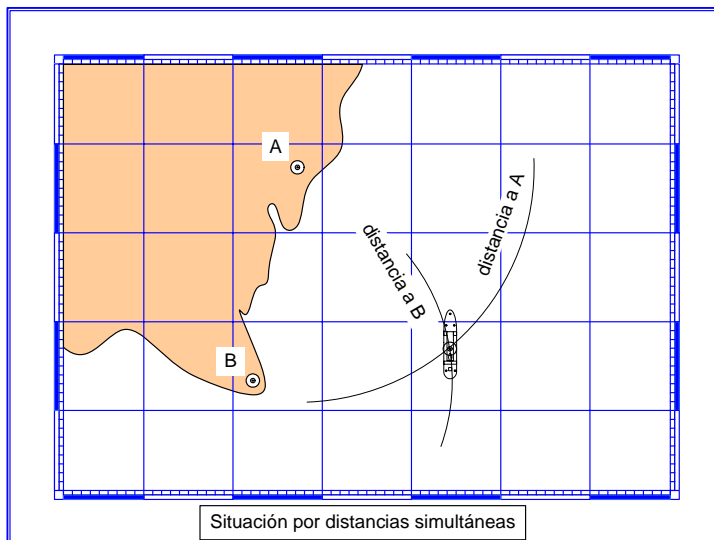 A
distancia a A
distancia a B
B
Situación por distancias simultáneas